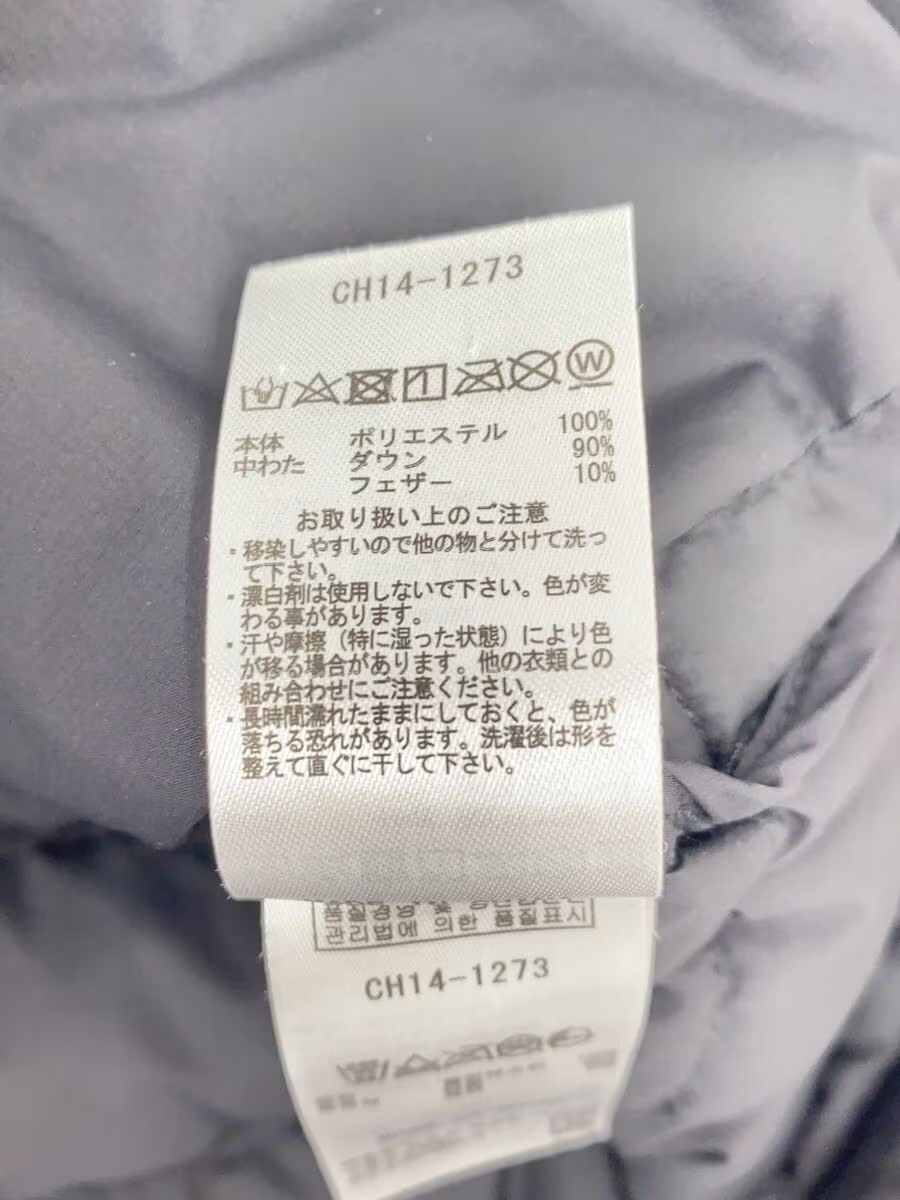 CH14-1273
W
本体 ポリエステル 100%
中わた ダウン 90%
フェザー 10%
お取り扱い上のご注意
・移染しやすいので他の物と分けて洗っ
て下さい。
・漂白剤は使用しないで下さい。色が変
わる事があります。
・汗や摩擦（特に湿った状態）により色
が移る場合があります。他の衣類との
組み合わせにご注意ください。
・長時間濡れたままにしておくと、色が
落ちる恐れがあります。洗濯後は形を
整えて直ぐに干して下さい。
관리법에 의한 품질표시
CH14-1273